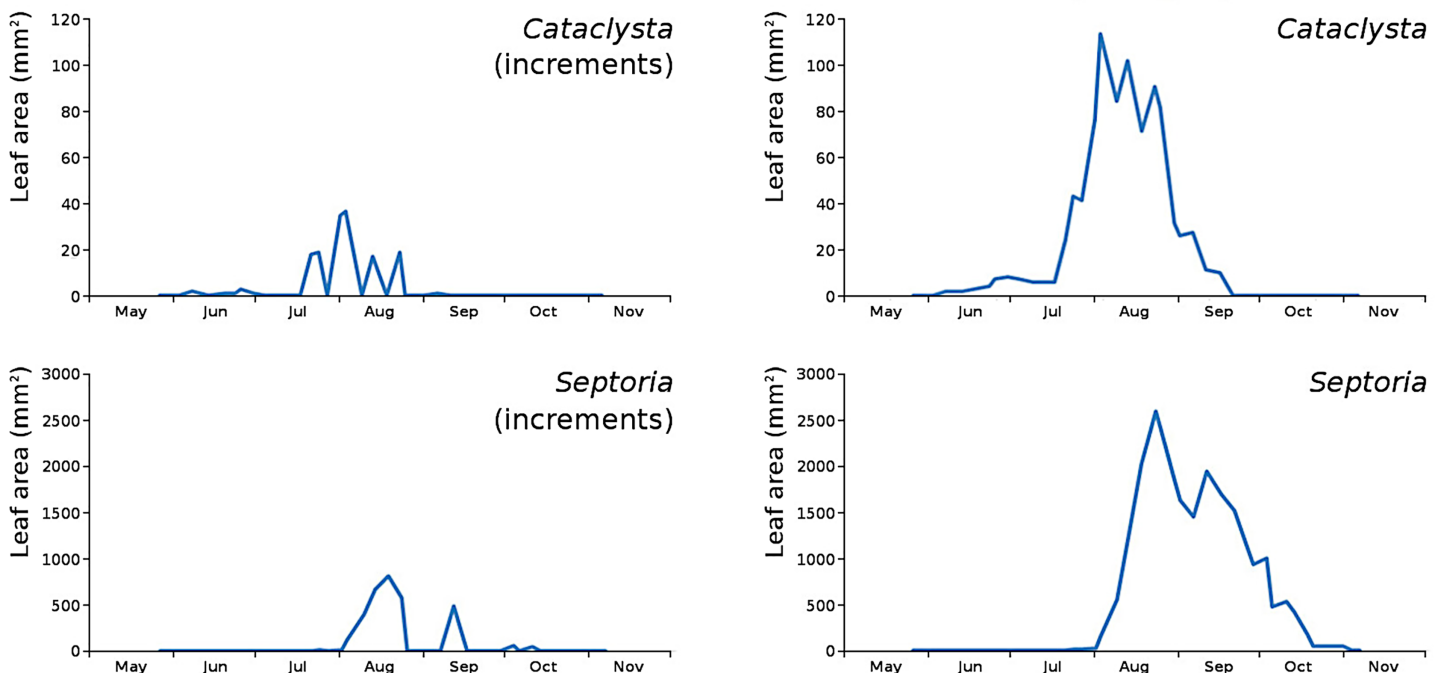 Leaf area (mm²)
120
100
80
60
40
20
0
Cataclysta
(increments)
May Jun Jul Aug Sep Oct Nov
Leaf area (mm²)
120
100
80
60
40
20
0
Cataclysta
May Jun Jul Aug Sep Oct Nov
Leaf area (mm²)
3000
2500
2000
1500
1000
500
0
Septoria
(increments)
May Jun Jul Aug Sep Oct Nov
Leaf area (mm²)
3000
2500
2000
1500
1000
500
0
Septoria
May Jun Jul Aug Sep Oct Nov